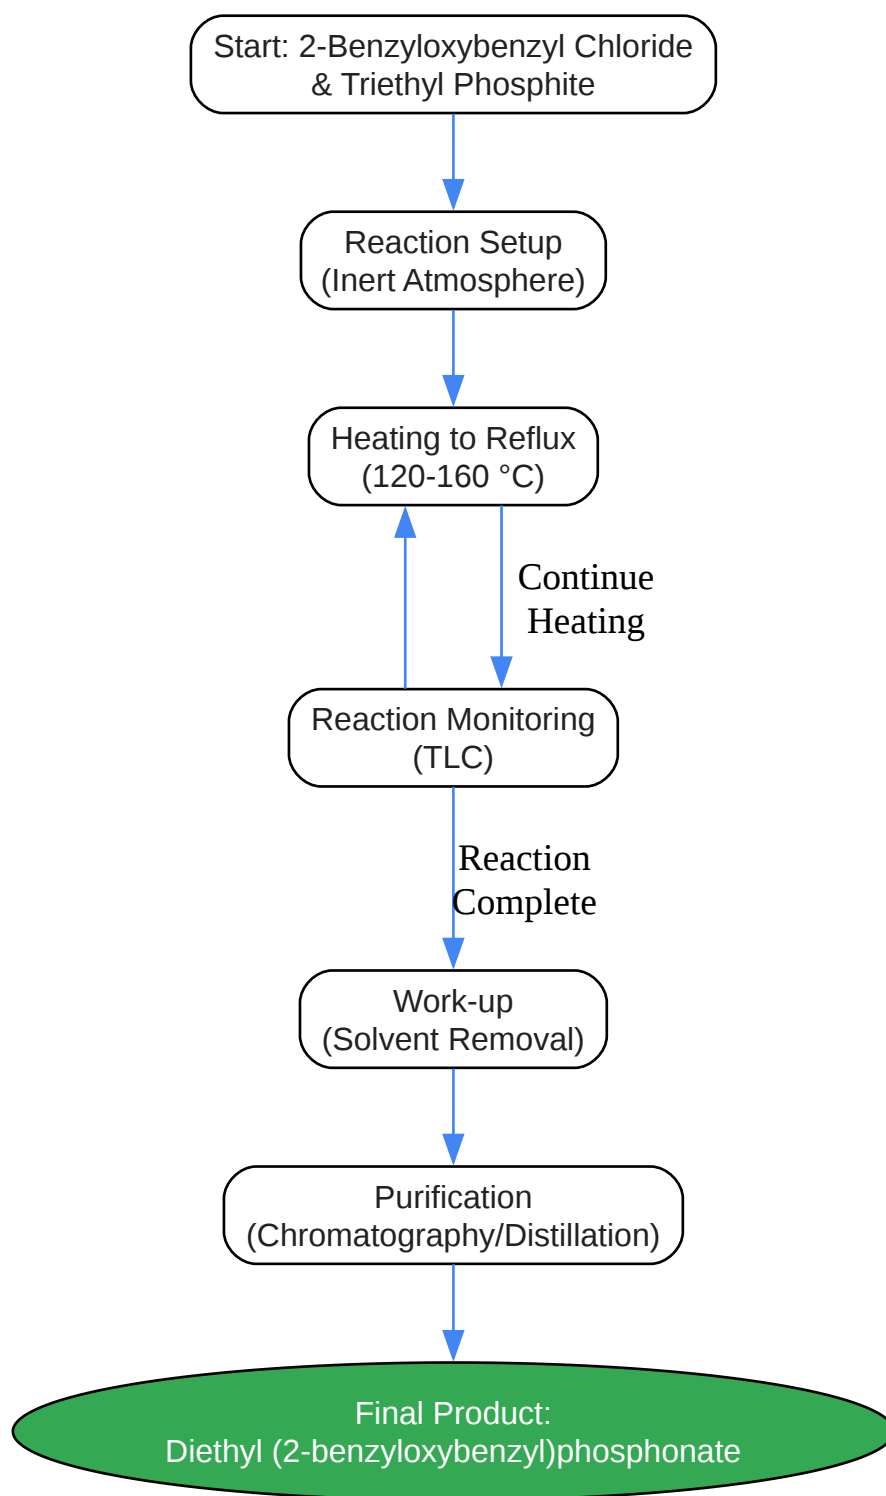 Start: 2-Benzyloxybenzyl Chloride
& Triethyl Phosphite
Reaction Setup
(Inert Atmosphere)
Heating to Reflux
(120-160 °C)
Continue
Heating
Reaction Monitoring
(TLC)
Reaction
Complete
Work-up
(Solvent Removal)
Purification
(Chromatography/Distillation)
Final Product:
Diethyl (2-benzyloxybenzyl)phosphonate